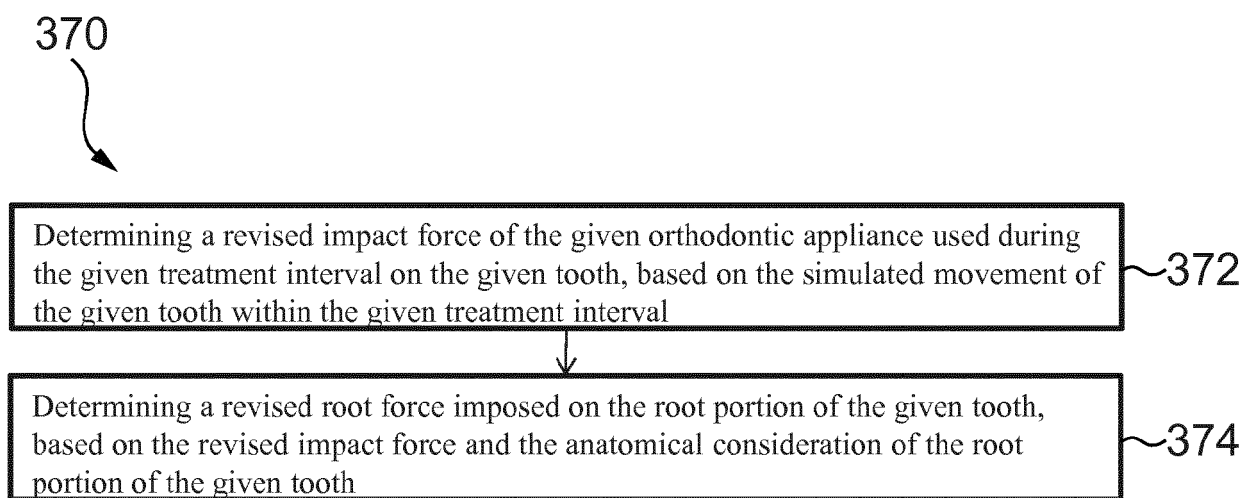 370
Determining a revised impact force of the given orthodontic appliance used during
the given treatment interval on the given tooth, based on the simulated movement of
the given tooth within the given treatment interval
372
Determining a revised root force imposed on the root portion of the given tooth,
based on the revised impact force and the anatomical consideration of the root
portion of the given tooth
374